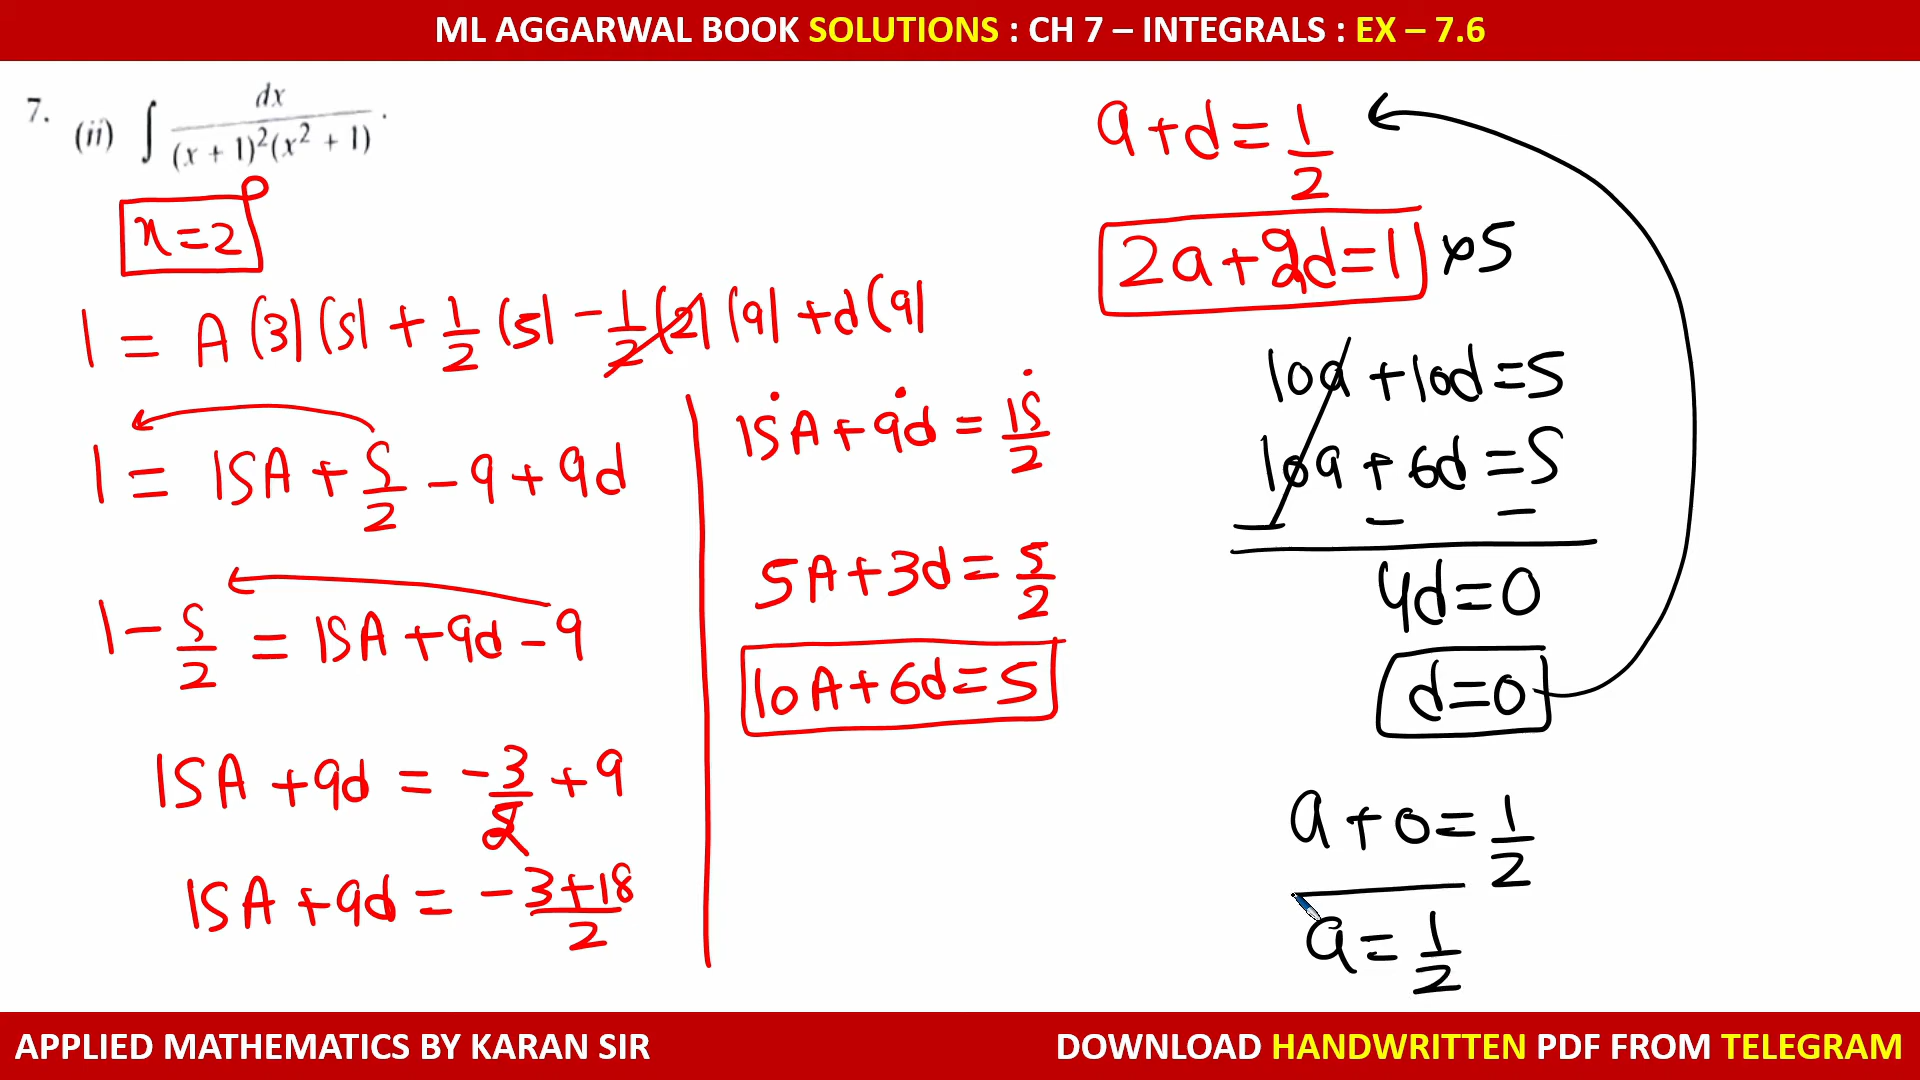 ML AGGARWAL BOOK SOLUTIONS : CH 7 – INTEGRALS : EX – 7.6
7. (ii) ∫ dx / (x + 1)²(x² + 1) .
x=2
1 = A(3)(5) + 1/2 (5) - 1/2 (2)(9) + d(9)
1 = 15A + 5/2 - 9 + 9d
1 - 5/2 = 15A + 9d - 9
15A + 9d = -3/2 + 9
15A + 9d = -3+18/2
15A + 9d = 15/2
5A + 3d = 5/2
10A + 6d = 5
a + d = 1/2
2a + 2d = 1 ×5
10a + 10d = 5
10a + 6d = 5
- - -
4d = 0
d = 0
a + 0 = 1/2
a = 1/2
APPLIED MATHEMATICS BY KARAN SIR
DOWNLOAD HANDWRITTEN PDF FROM TELEGRAM